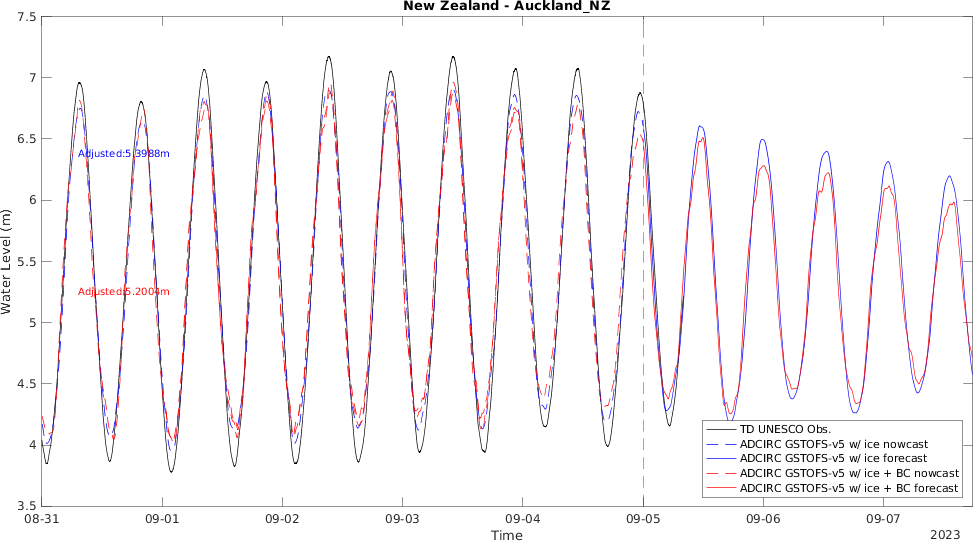 New Zealand - Auckland_NZ
7.5
7
6.5
6
5.5
5
4.5
4
3.5
Water Level (m)
Adjusted:5.3988m
Adjusted:5.2004m
TD UNESCO Obs.
ADCIRC GSTOFS-v5 w/ ice nowcast
ADCIRC GSTOFS-v5 w/ ice forecast
ADCIRC GSTOFS-v5 w/ ice + BC nowcast
ADCIRC GSTOFS-v5 w/ ice + BC forecast
08-31 09-01 09-02 09-03 09-04 09-05 09-06 09-07
Time
2023